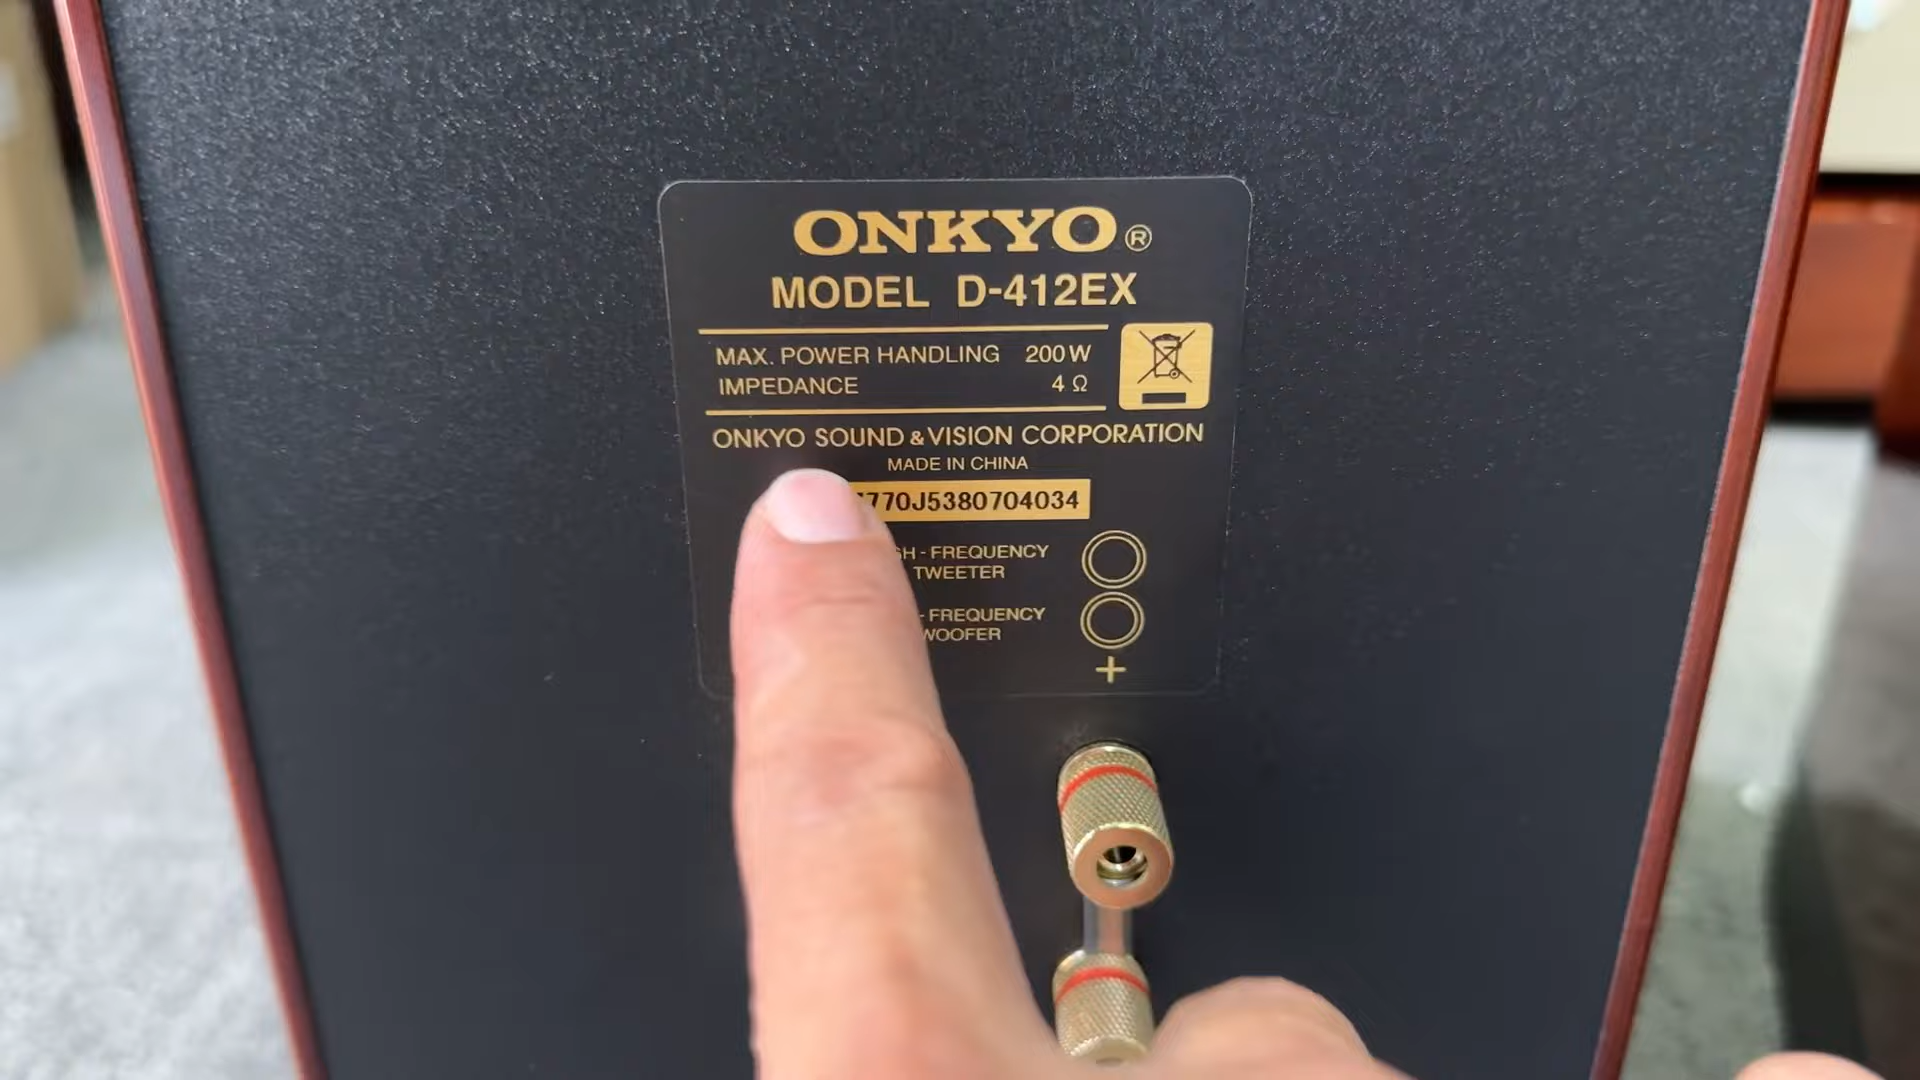 ONKYO®
MODEL D-412EX
MAX. POWER HANDLING 200W
IMPEDANCE 4 Ω
ONKYO SOUND & VISION CORPORATION
MADE IN CHINA
770J5380704034
- FREQUENCY
TWEETER
- FREQUENCY
WOOFER
+